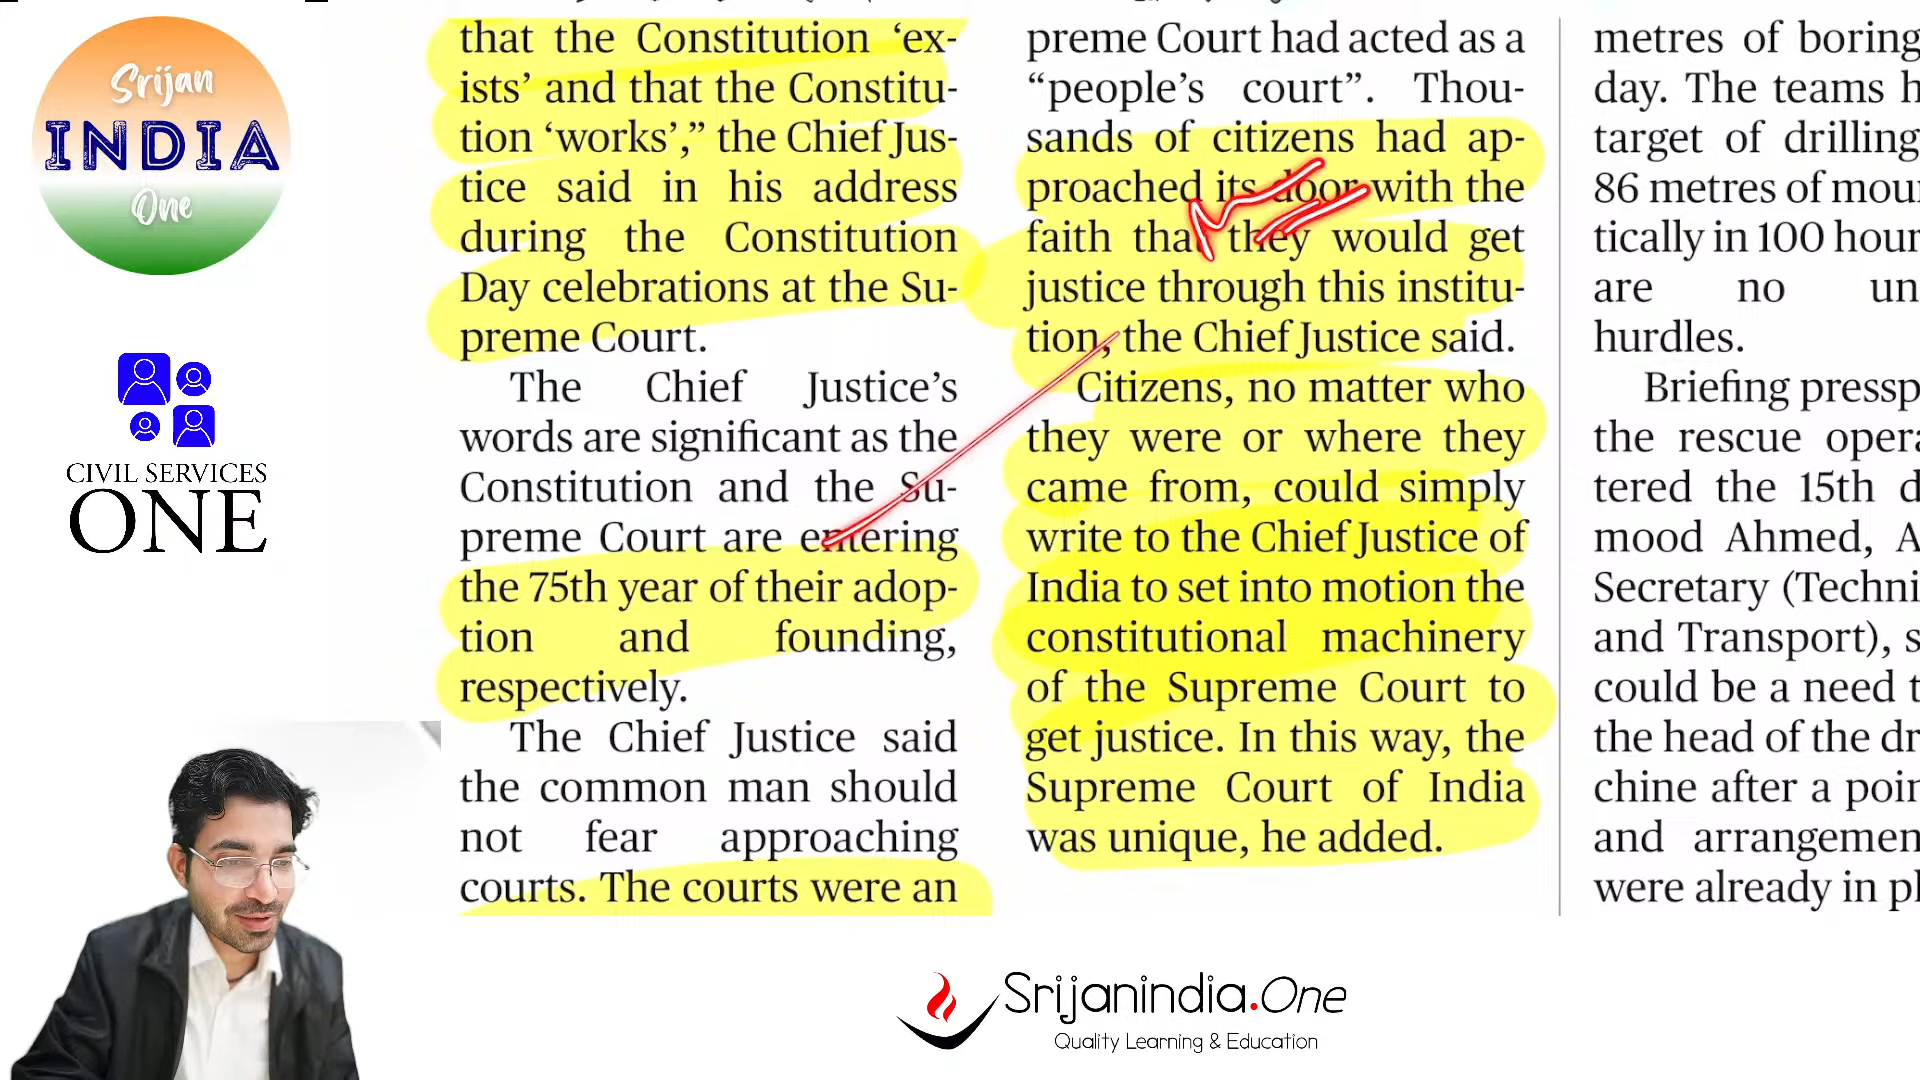 Srijan
INDIA
One
CIVIL SERVICES
ONE
that the Constitution ‘ex-
ists’ and that the Constitu-
tion ‘works’,” the Chief Jus-
tice said in his address
during the Constitution
Day celebrations at the Su-
preme Court.
The Chief Justice’s
words are significant as the
Constitution and the Su-
preme Court are entering
the 75th year of their adop-
tion and founding,
respectively.
The Chief Justice said
the common man should
not fear approaching
courts. The courts were an
preme Court had acted as a
“people’s court”. Thou-
sands of citizens had ap-
proached its door with the
faith that they would get
justice through this institu-
tion, the Chief Justice said.
Citizens, no matter who
they were or where they
came from, could simply
write to the Chief Justice of
India to set into motion the
constitutional machinery
of the Supreme Court to
get justice. In this way, the
Supreme Court of India
was unique, he added.
metres of boring
day. The teams h
target of drilling
86 metres of mou
tically in 100 hour
are no un
hurdles.
Briefing pressp
the rescue opera
tered the 15th d
mood Ahmed, A
Secretary (Techni
and Transport), s
could be a need t
the head of the dr
chine after a poin
and arrangemen
were already in pl
Srijanindia.One
Quality Learning & Education